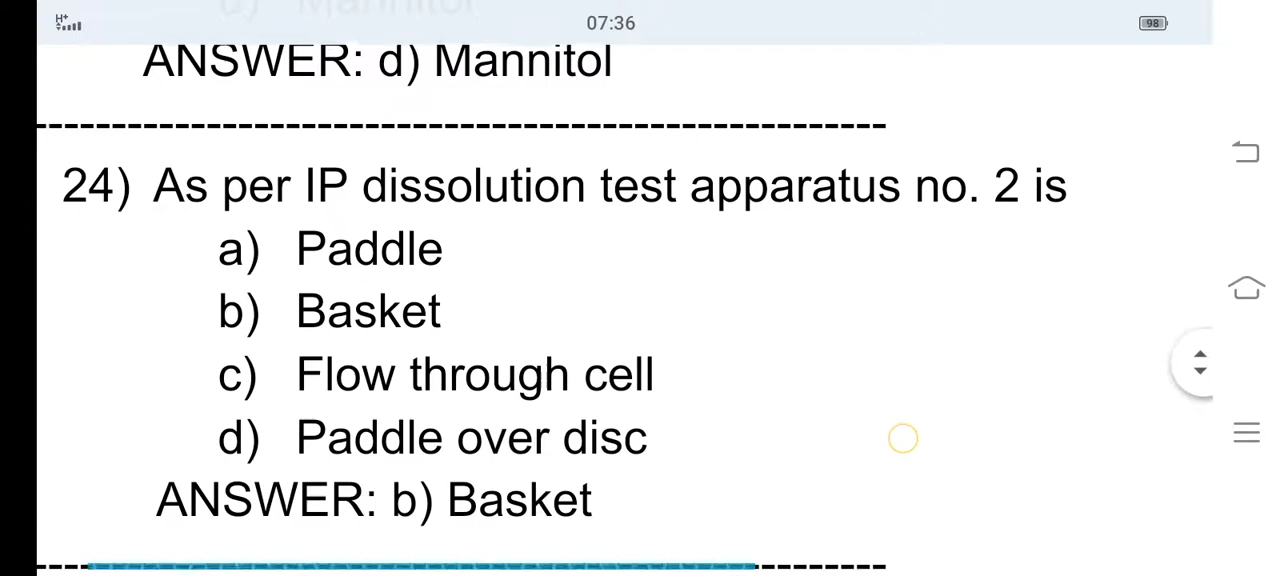 H+
07:36
98
d) Mannitol
ANSWER: d) Mannitol
-------------------------------------------------------
24) As per IP dissolution test apparatus no. 2 is
a) Paddle
b) Basket
c) Flow through cell
d) Paddle over disc
ANSWER: b) Basket
-------------------------------------------------------